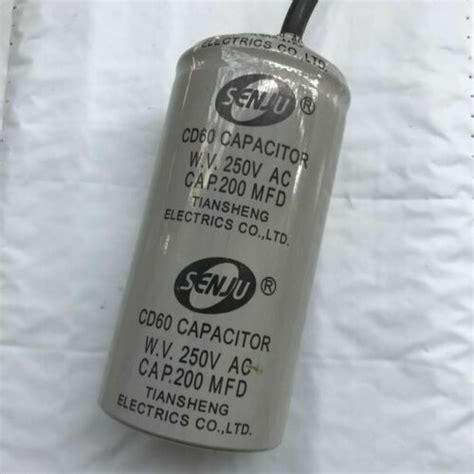 ELECTRICS CO.,LTD.
SENJU ®
CD60 CAPACITOR
W.V. 250V AC
CAP.200 MFD
TIANSHENG
ELECTRICS CO.,LTD.
SENJU ®
CD60 CAPACITOR
W.V. 250V AC
CAP.200 MFD
TIANSHENG
ELECTRICS CO.,LTD.